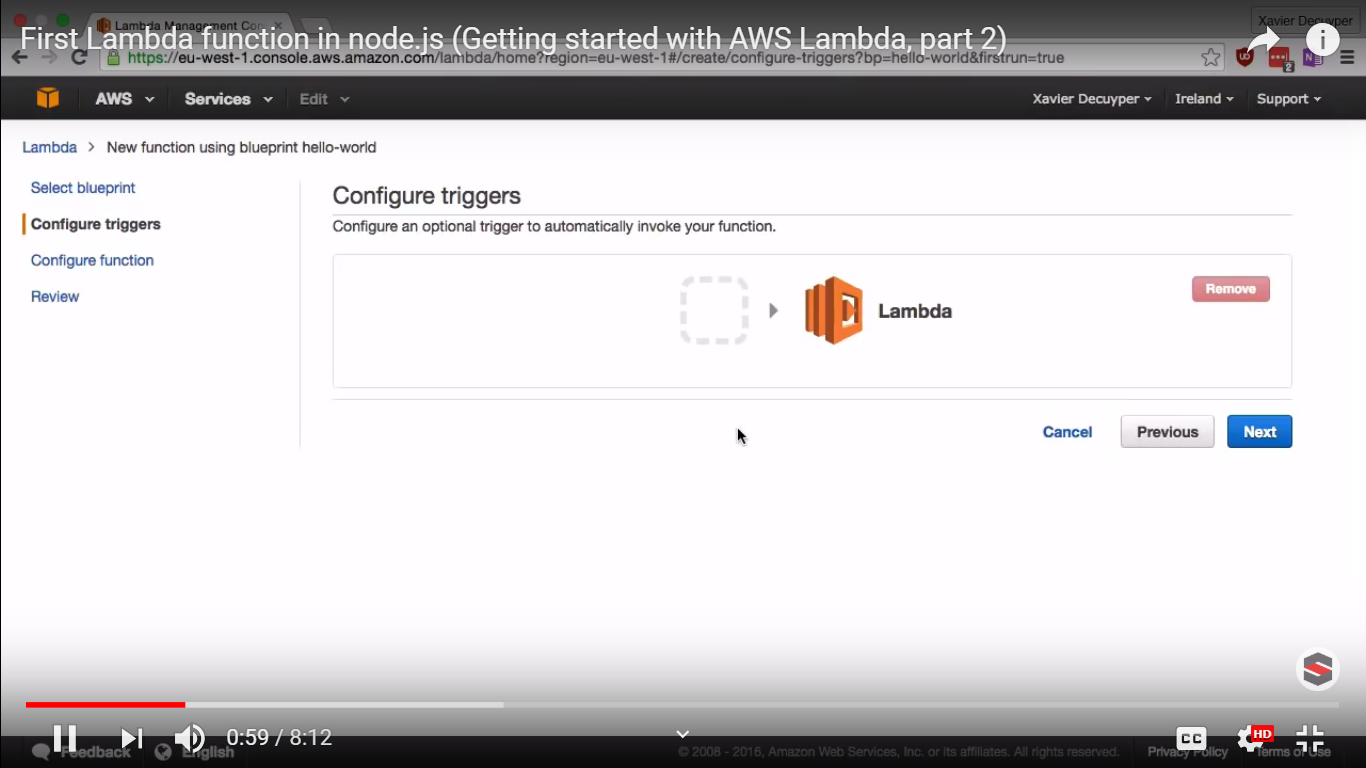 Lambda Management Con
Xavier Decuyper
First Lambda function in node.js (Getting started with AWS Lambda, part 2)
https://eu-west-1.console.aws.amazon.com/lambda/home?region=eu-west-1#/create/configure-triggers?bp=hello-world&firstrun=true
2
AWS Services Edit Xavier Decuyper Ireland Support
Lambda > New function using blueprint hello-world
Select blueprint
Configure triggers
Configure function
Review
Configure triggers
Configure an optional trigger to automatically invoke your function.
Lambda
Remove
Cancel Previous Next
0:59 / 8:12
CC HD
Feedback English © 2008 - 2016, Amazon Web Services, Inc. or its affiliates. All rights reserved. Privacy Policy Terms of Use